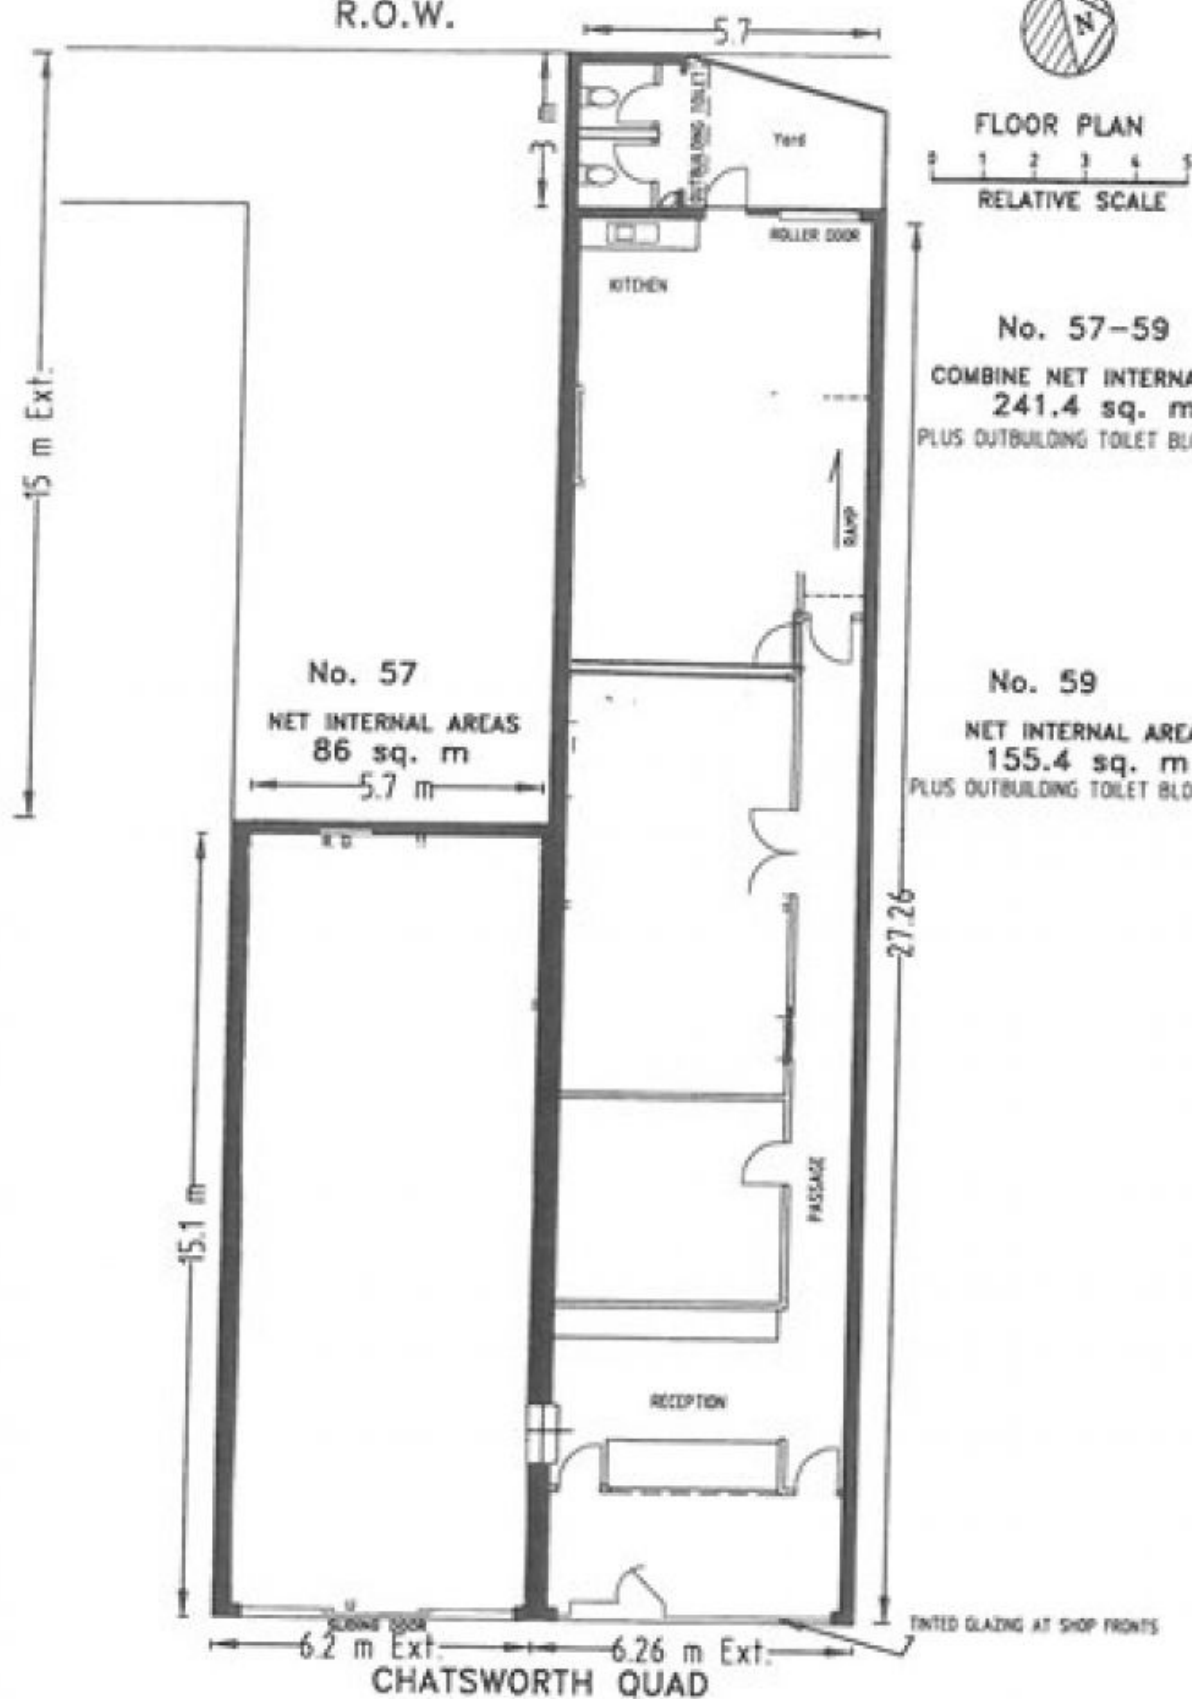 R.O.W.
5.7
N
3 m
OUTBUILDING TOILET
Yard
FLOOR PLAN
0 1 2 3 4 5
RELATIVE SCALE
ROLLER DOOR
KITCHEN
No. 57-59
COMBINE NET INTERNA
241.4 sq. m
PLUS OUTBUILDING TOILET BL
15 m Ext.
RAMP
No. 57
NET INTERNAL AREAS
86 sq. m
5.7 m
No. 59
NET INTERNAL AREA
155.4 sq. m
PLUS OUTBUILDING TOILET BLO
R D
27.26
15.1 m
PASSAGE
RECEPTION
SLIDING DOOR
TINTED GLAZING AT SHOP FRONTS
6.2 m Ext.
6.26 m Ext.
CHATSWORTH QUAD